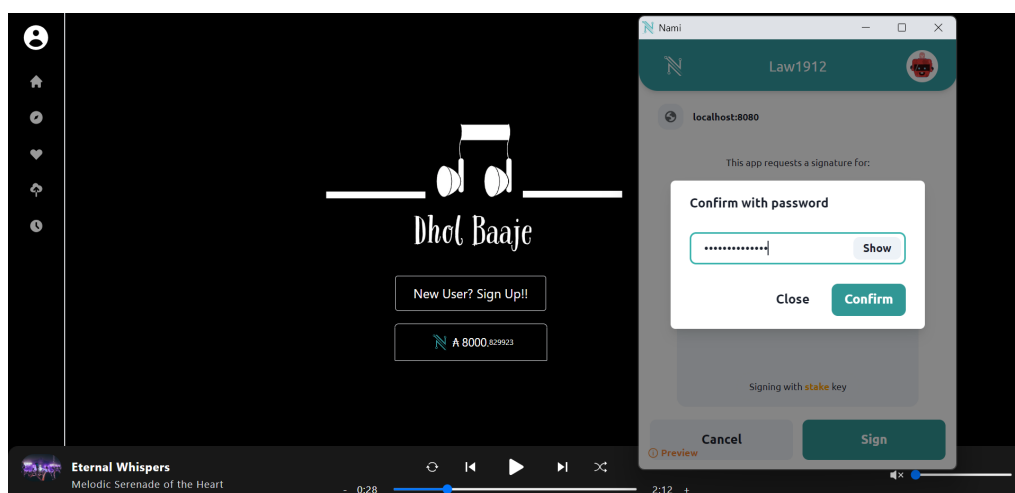 Nami
Law1912
localhost:8080
This app requests a signature for:
Confirm with password
••••••••••••••
Show
Close
Confirm
Signing with stake key
Cancel
Sign
Preview
Dhol Baaje
New User? Sign Up!!
₳ 8000.829923
Eternal Whispers
Melodic Serenade of the Heart
- 0:28
2:12 +